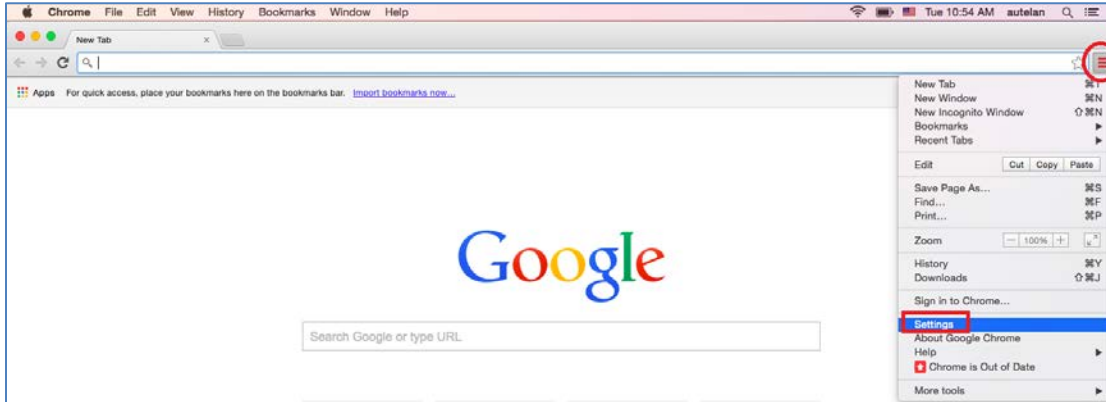 Chrome File Edit View History Bookmarks Window Help Tue 10:54 AM autelan
New Tab
Apps For quick access, place your bookmarks here on the bookmarks bar. Import bookmarks now...
New Tab ⌘T
New Window ⌘N
New Incognito Window ⇧⌘N
Bookmarks
Recent Tabs
Edit Cut Copy Paste
Save Page As... ⌘S
Find... ⌘F
Print... ⌘P
Zoom − 100% +
History ⌘Y
Downloads ⇧⌘J
Sign in to Chrome...
Settings
About Google Chrome
Help
Chrome is Out of Date
More tools
Google
Search Google or type URL